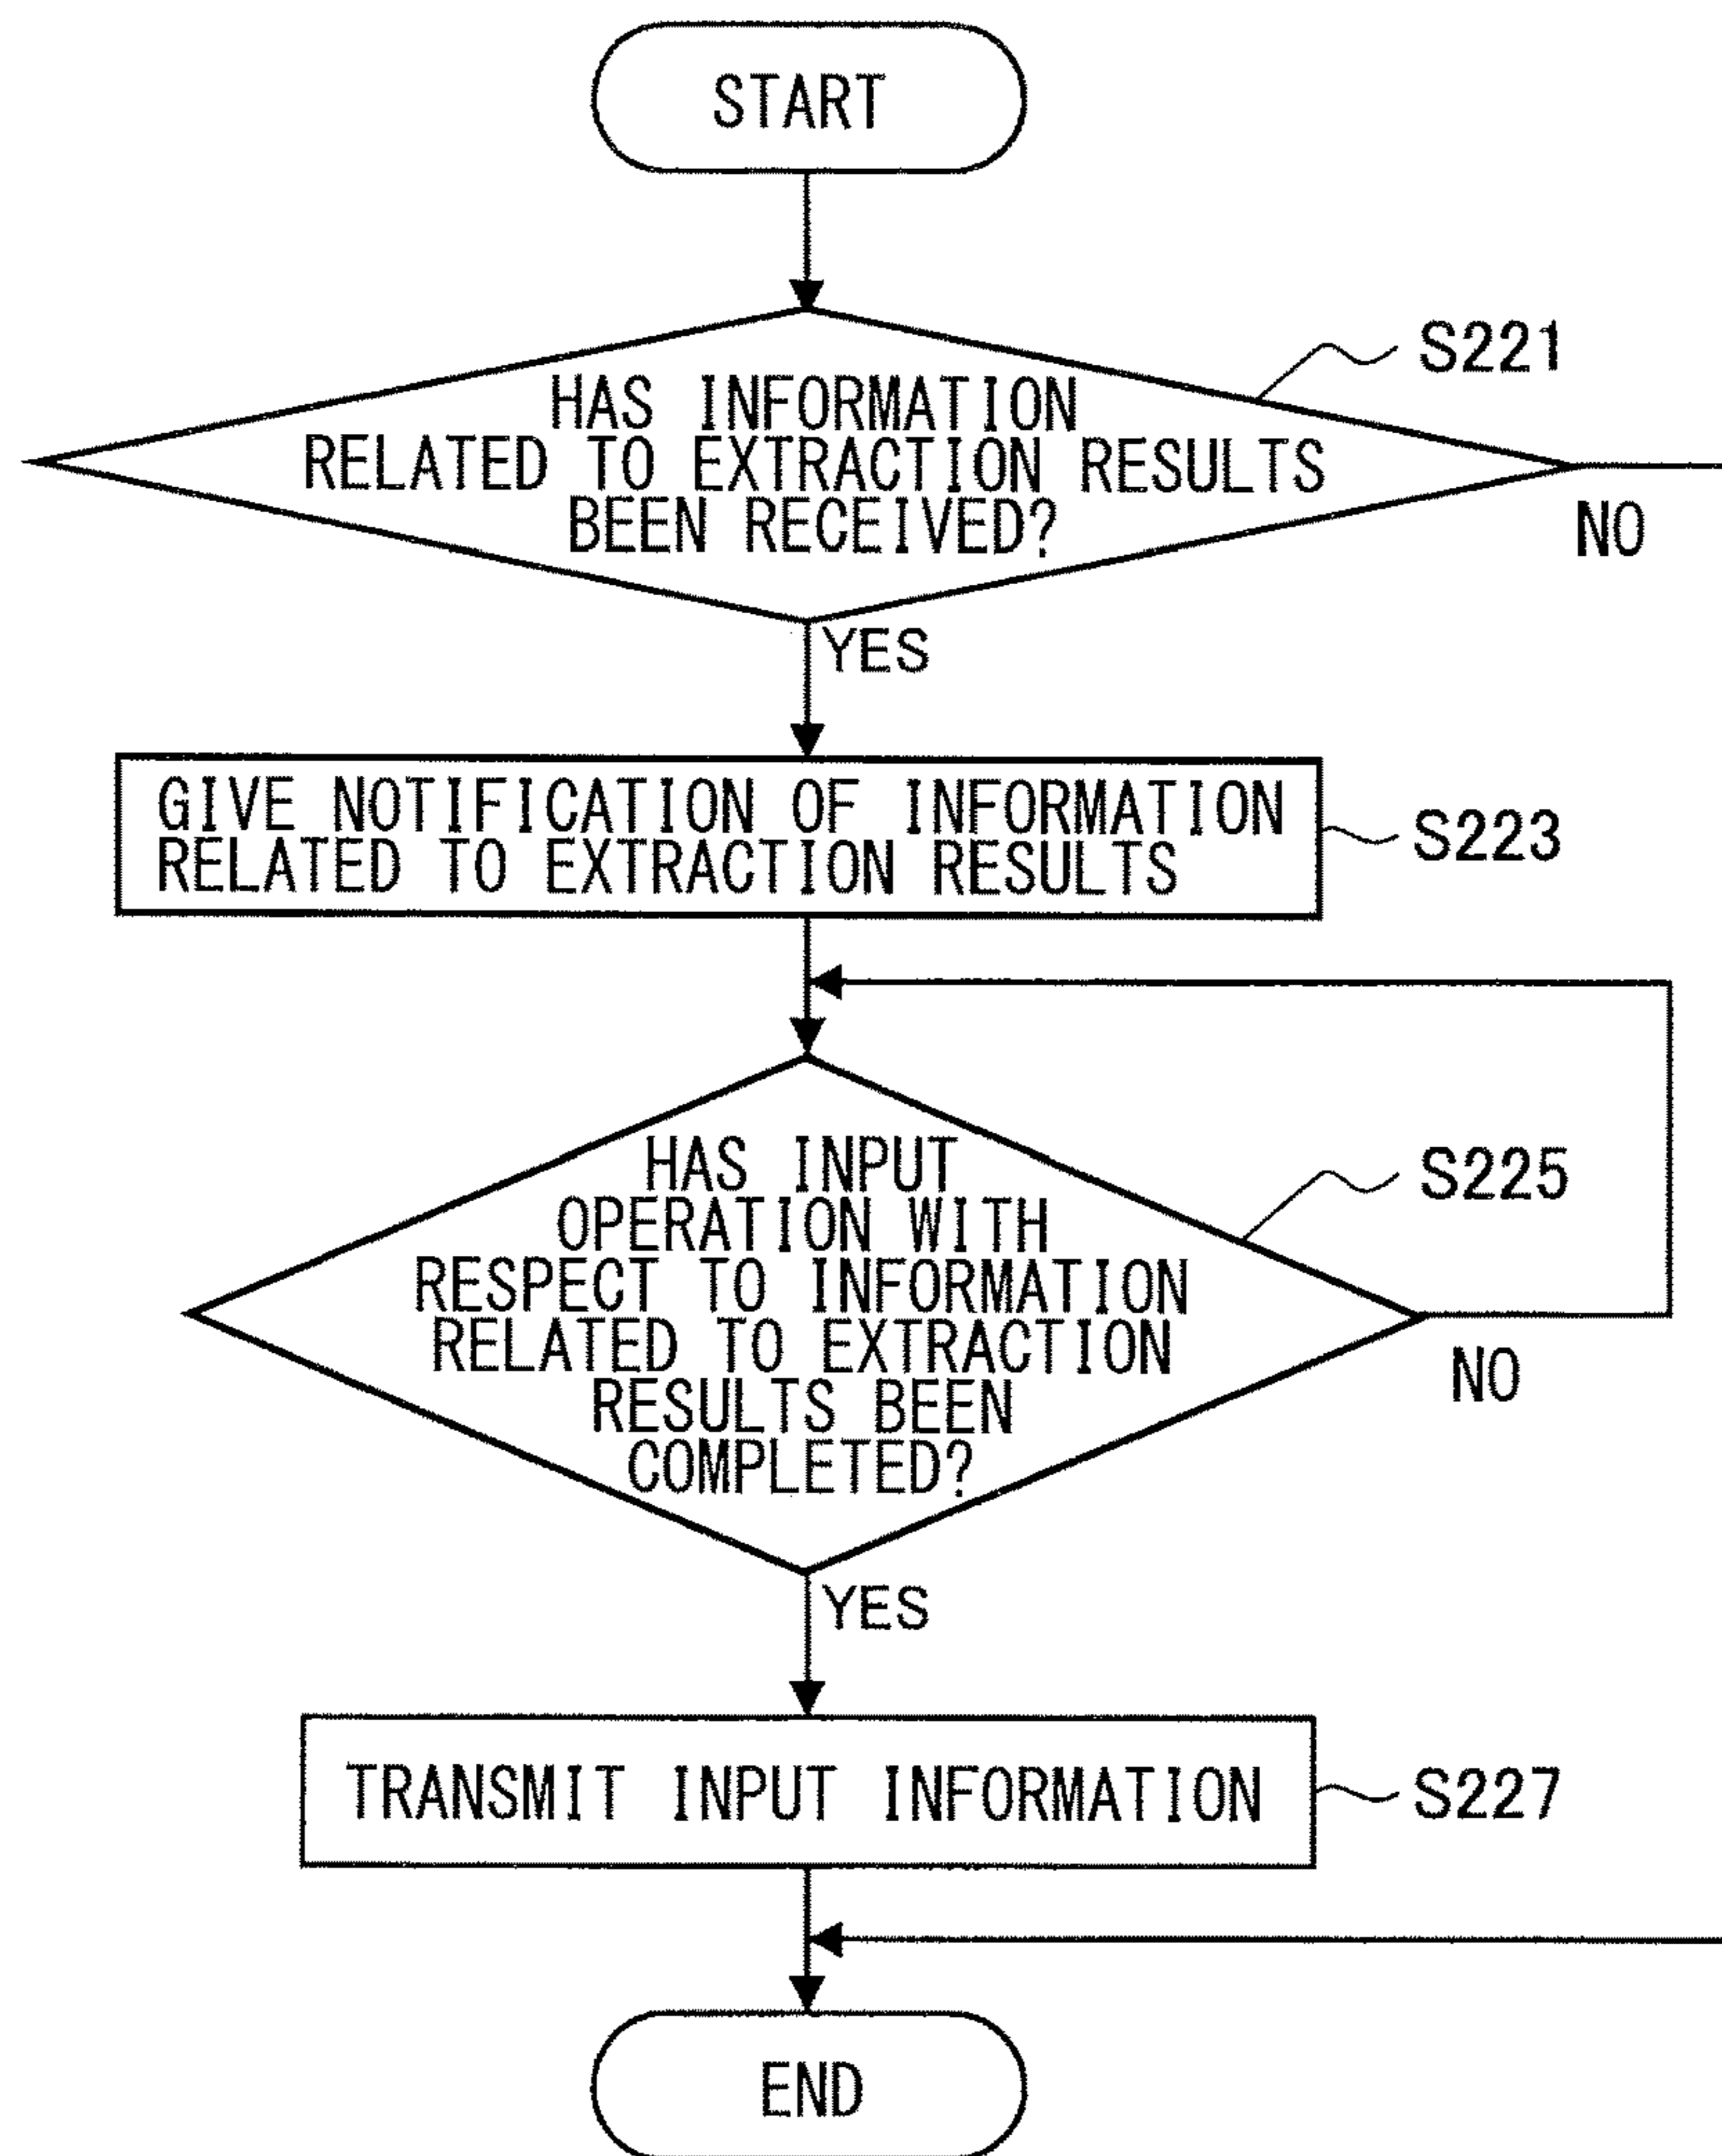 START
S221
HAS INFORMATION
RELATED TO EXTRACTION RESULTS
BEEN RECEIVED?
NO
YES
GIVE NOTIFICATION OF INFORMATION
RELATED TO EXTRACTION RESULTS
S223
HAS INPUT
OPERATION WITH
RESPECT TO INFORMATION
RELATED TO EXTRACTION
RESULTS BEEN
COMPLETED?
S225
NO
YES
TRANSMIT INPUT INFORMATION
S227
END